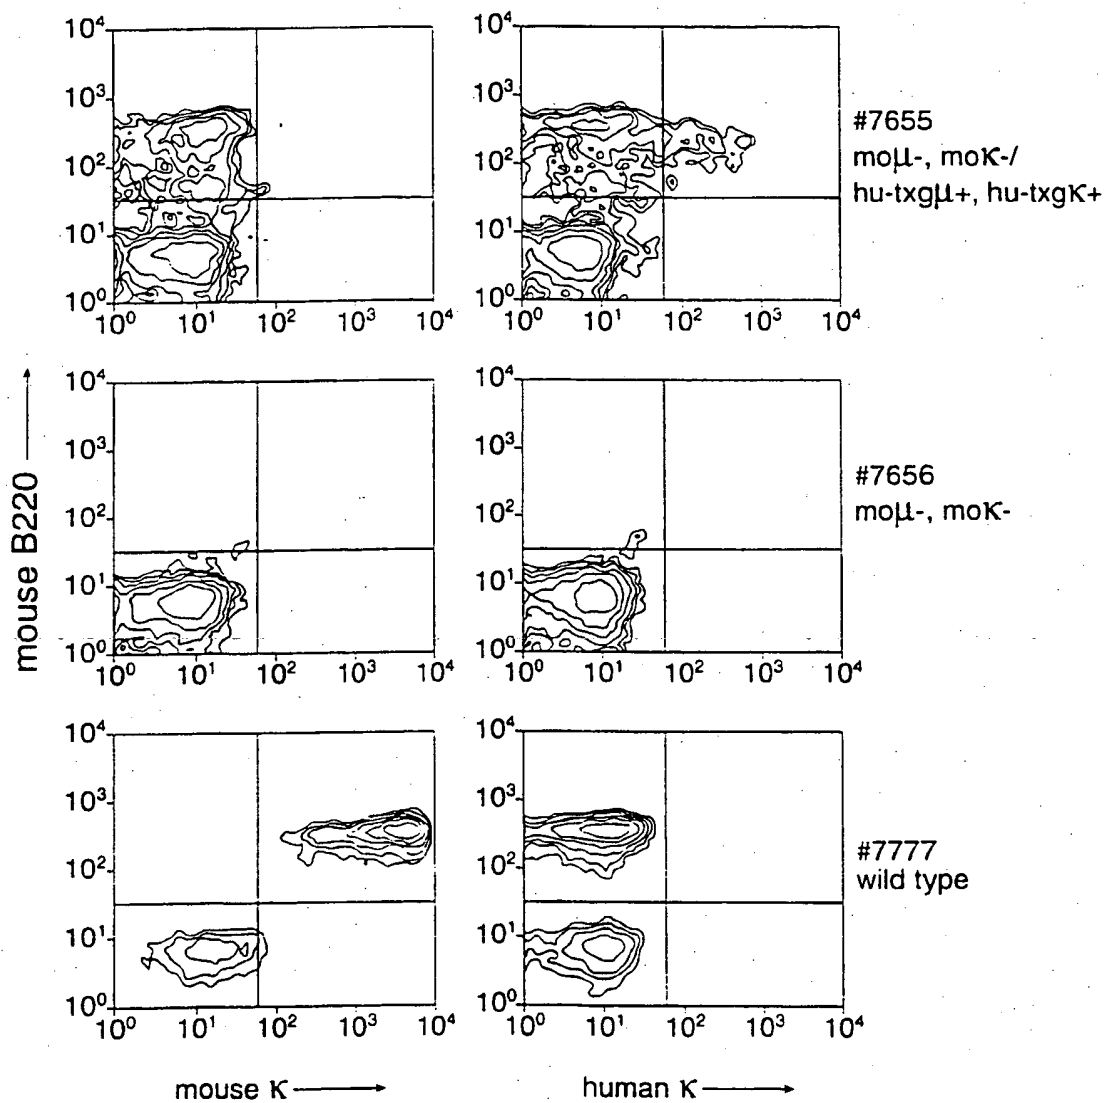 10⁴ 10³ 10² 10¹ 10⁰
10⁰ 10¹ 10² 10³ 10⁴
10⁴ 10³ 10² 10¹ 10⁰
10⁰ 10¹ 10² 10³ 10⁴
#7655
moμ-, moκ-/
hu-txgμ+, hu-txgκ+
mouse B220
10⁴ 10³ 10² 10¹ 10⁰
10⁰ 10¹ 10² 10³ 10⁴
10⁴ 10³ 10² 10¹ 10⁰
10⁰ 10¹ 10² 10³ 10⁴
#7656
moμ-, moκ-
10⁴ 10³ 10² 10¹ 10⁰
10⁰ 10¹ 10² 10³ 10⁴
10⁴ 10³ 10² 10¹ 10⁰
10⁰ 10¹ 10² 10³ 10⁴
#7777
wild type
mouse κ
human κ